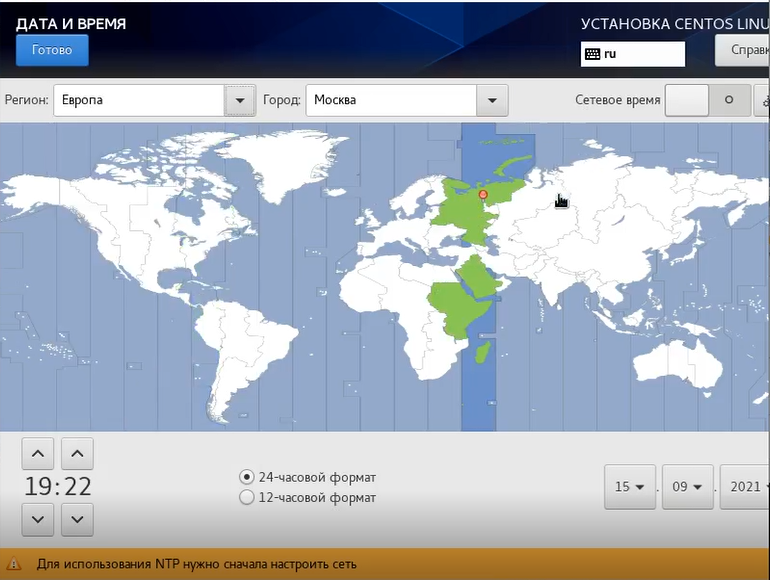 ДАТА И ВРЕМЯ
УСТАНОВКА CENTOS LINU
Готово
ru
Справк
Регион: Европа Город: Москва Сетевое время
19:22
24-часовой формат
12-часовой формат
15 . 09 . 2021
Для использования NTP нужно сначала настроить сеть